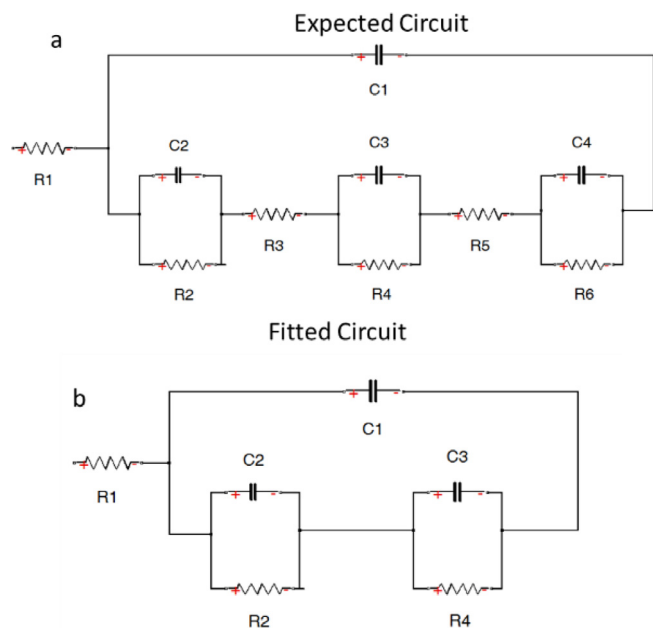 Expected Circuit
a
C1
R1
C2
C3
C4
R3
R5
R2
R4
R6
Fitted Circuit
b
C1
R1
C2
C3
R2
R4